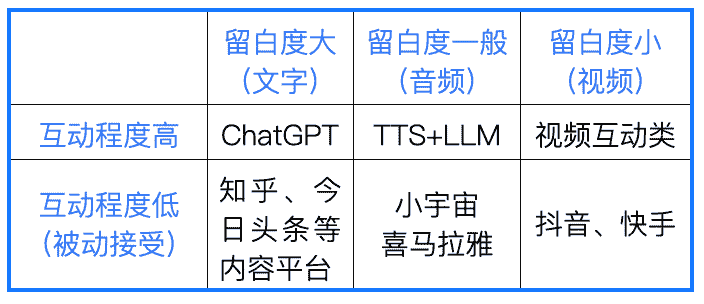 留白度大
（文字）
留白度一般
（音频）
留白度小
（视频）
互动程度高
ChatGPT
TTS+LLM
视频互动类
互动程度低
（被动接受）
知乎、今
日头条等
内容平台
小宇宙
喜马拉雅
抖音、快手